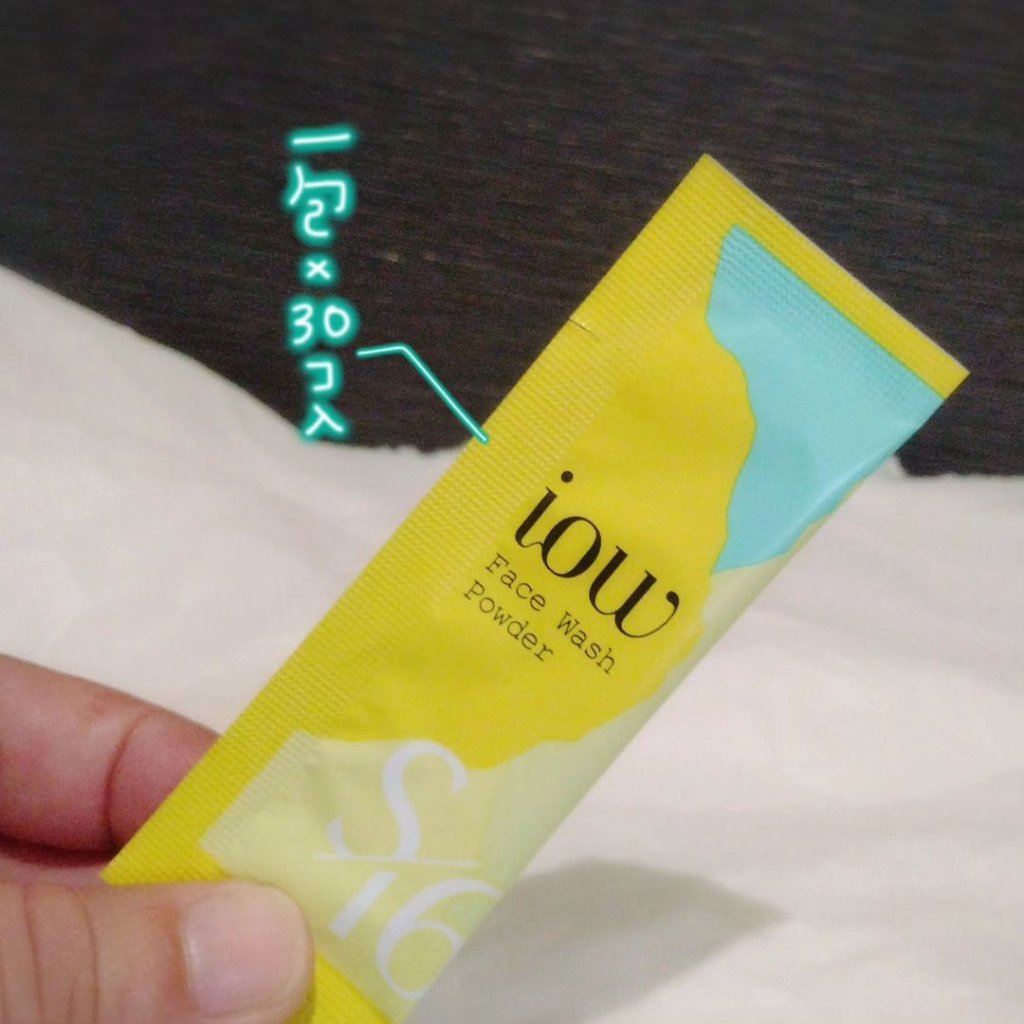 一包×30コ入
iow
Face Wash
Powder
S
16